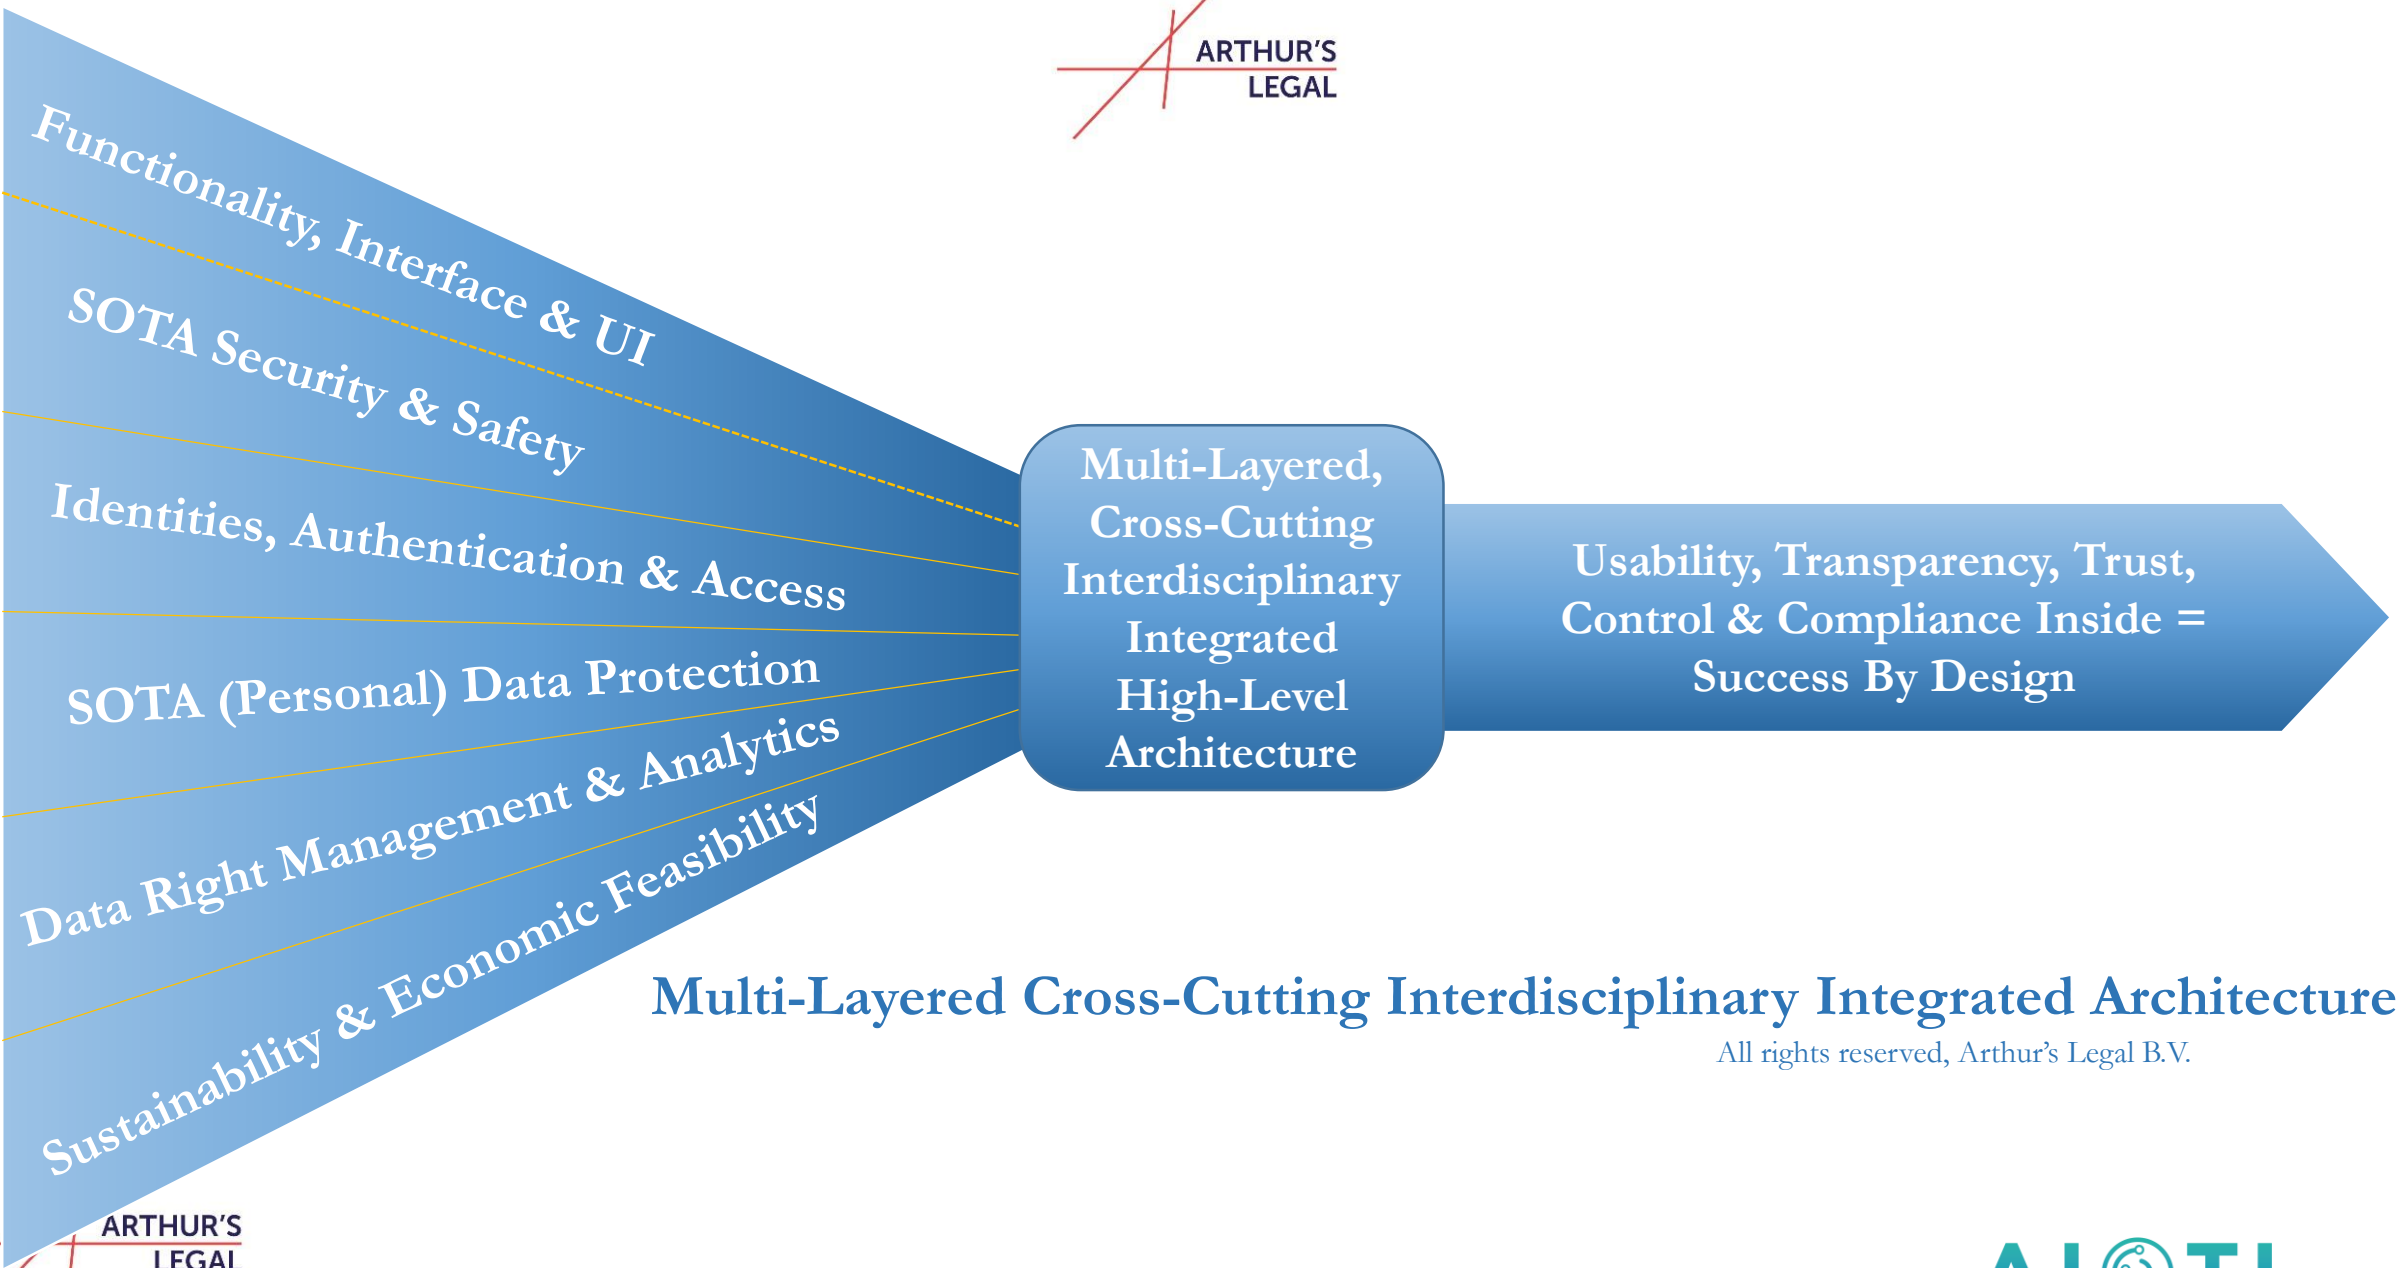 ARTHUR'S
LEGAL
Functionality, Interface & UI
SOTA Security & Safety
Identities, Authentication & Access
SOTA (Personal) Data Protection
Data Right Management & Analytics
Sustainability & Economic Feasibility
Multi-Layered,
Cross-Cutting
Interdisciplinary
Integrated
High-Level
Architecture
Usability, Transparency, Trust,
Control & Compliance Inside =
Success By Design
Multi-Layered Cross-Cutting Interdisciplinary Integrated Architecture
All rights reserved, Arthur's Legal B.V.
ARTHUR'S
LEGAL
AIOTI